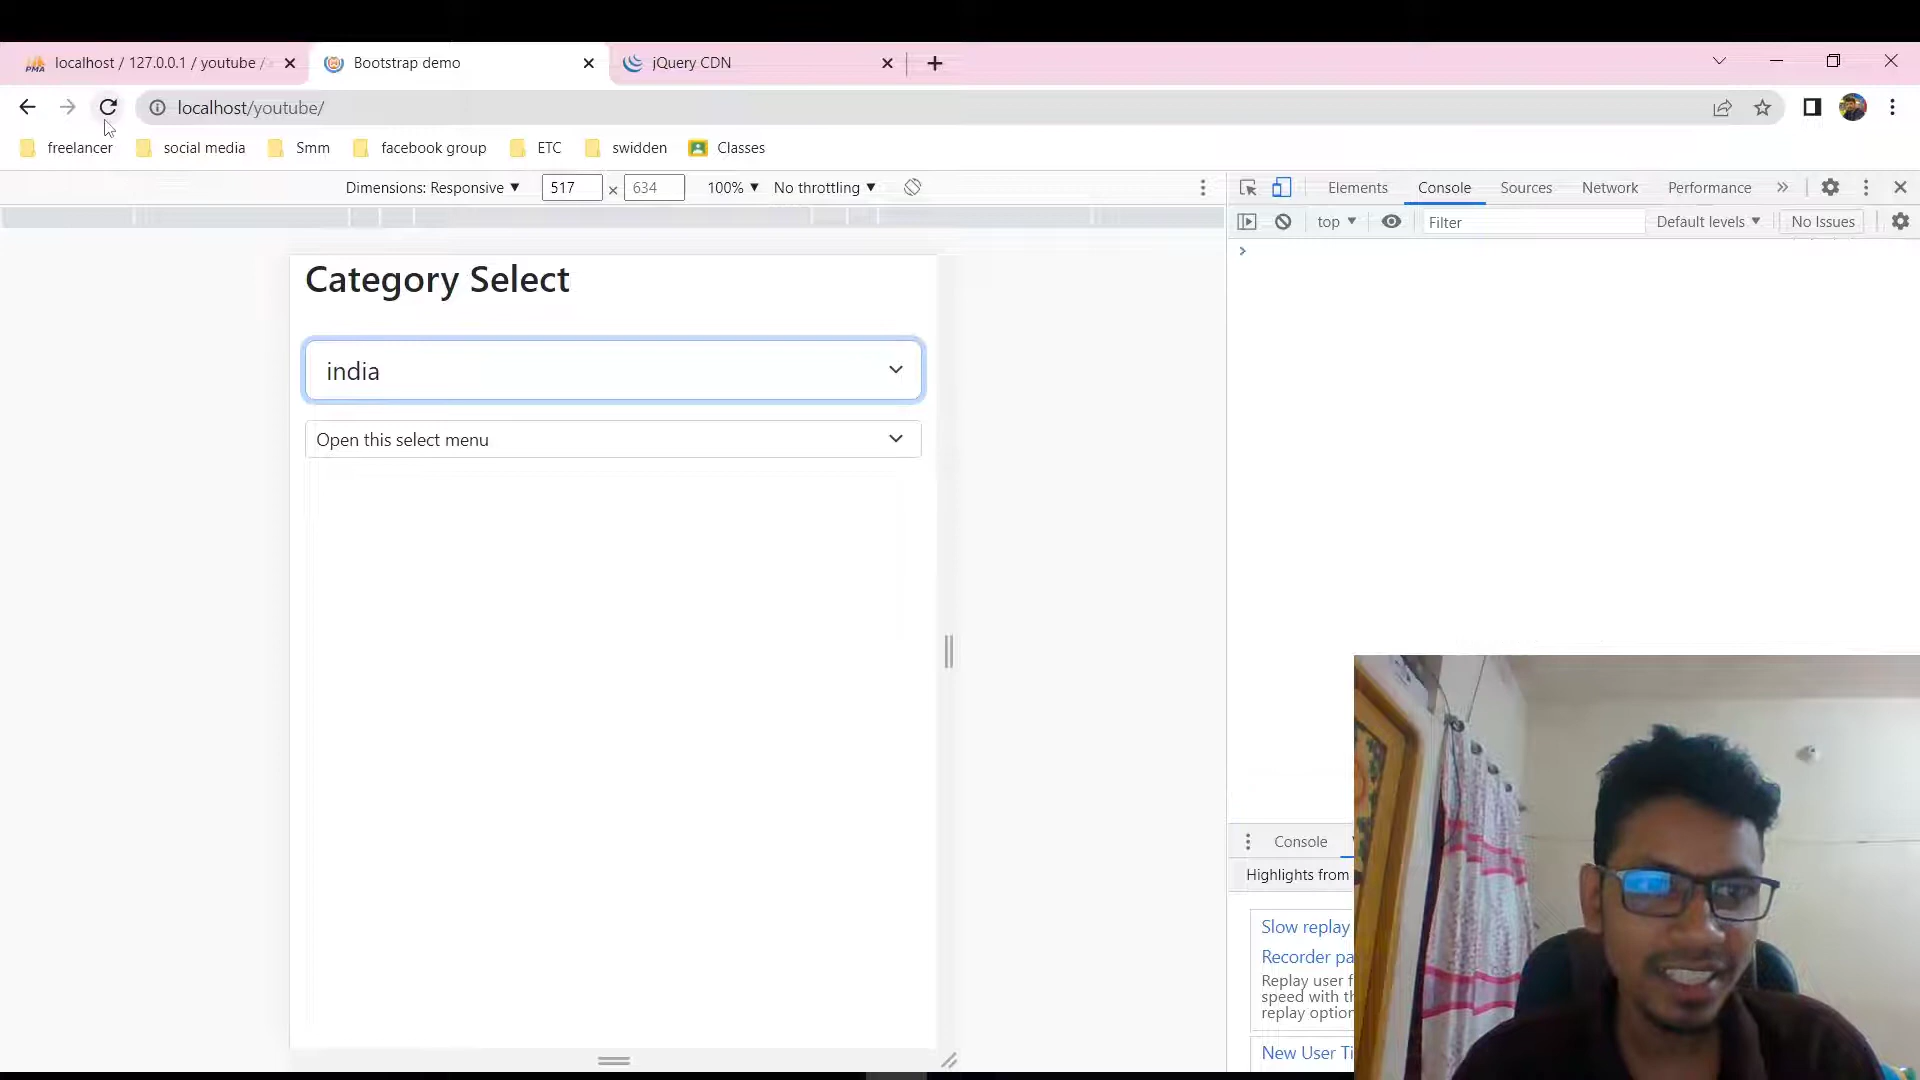 localhost / 127.0.0.1 / youtube /
Bootstrap demo
jQuery CDN
localhost/youtube/
freelancer
social media
Smm
facebook group
ETC
swidden
Classes
Dimensions: Responsive
517
×
634
100%
No throttling
Elements
Console
Sources
Network
Performance
top
Filter
Default levels
No Issues
Category Select
india
Open this select menu
Console
Highlights from
Slow replay
Recorder pa
Replay user f
speed with th
replay option
New User Ti